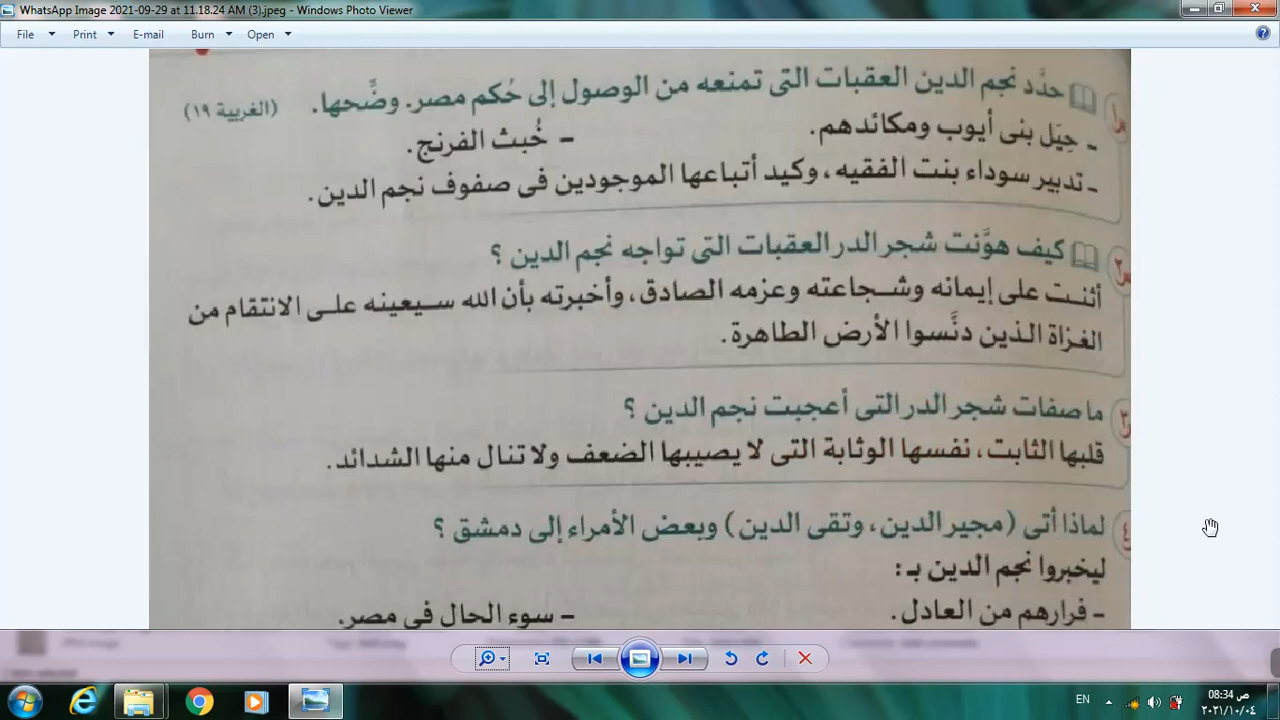 WhatsApp Image 2021-09-29 at 11.18.24 AM (3).jpeg - Windows Photo Viewer
File Print E-mail Burn Open
س١ حدَّد نجم الدين العقبات التى تمنعه من الوصول إلى حُكم مصر. وضِّحها. (الغربية ١٩)
- حِيَل بنى أيوب ومكائدهم. - خُبث الفرنج.
- تدبير سوداء بنت الفقيه، وكيد أتباعها الموجودين فى صفوف نجم الدين.
س٢ كيف هوَّنت شجر الدر العقبات التى تواجه نجم الدين ؟
أثنت على إيمانه وشجاعته وعزمه الصادق، وأخبرته بأن الله سيعينه على الانتقام من
الغزاة الذين دنَّسوا الأرض الطاهرة.
٣ ما صفات شجر الدر التى أعجبت نجم الدين ؟
قلبها الثابت، نفسها الوثابة التى لا يصيبها الضعف ولا تنال منها الشدائد.
٤ لماذا أتى (مجير الدين، وتقى الدين) وبعض الأمراء إلى دمشق ؟
ليخبروا نجم الدين بـ :
- فرارهم من العادل. - سوء الحال فى مصر.
EN 08:34 ص
٢٠٢١/١٠/٠٤